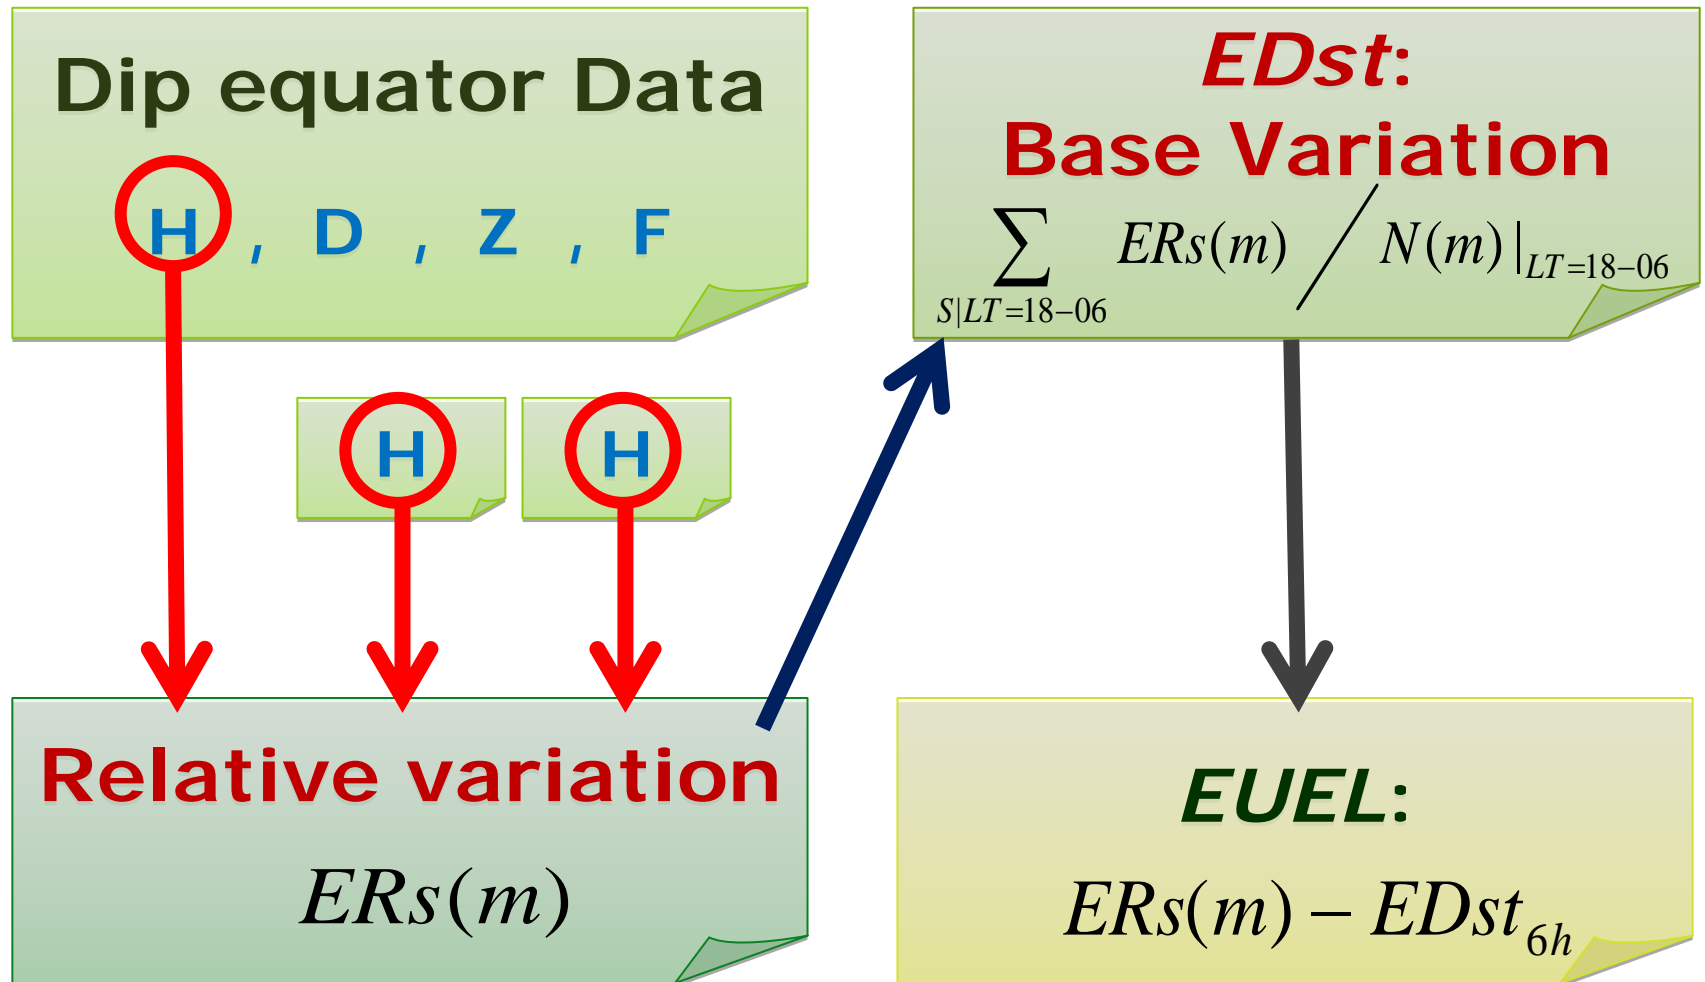 Dip equator Data
H , D , Z , F
H
H
Relative variation
ERs(m)
EDst:
Base Variation
∑ ERs(m) / N(m)|LT=18−06
S|LT=18−06
EUEL:
ERs(m) − EDst6h